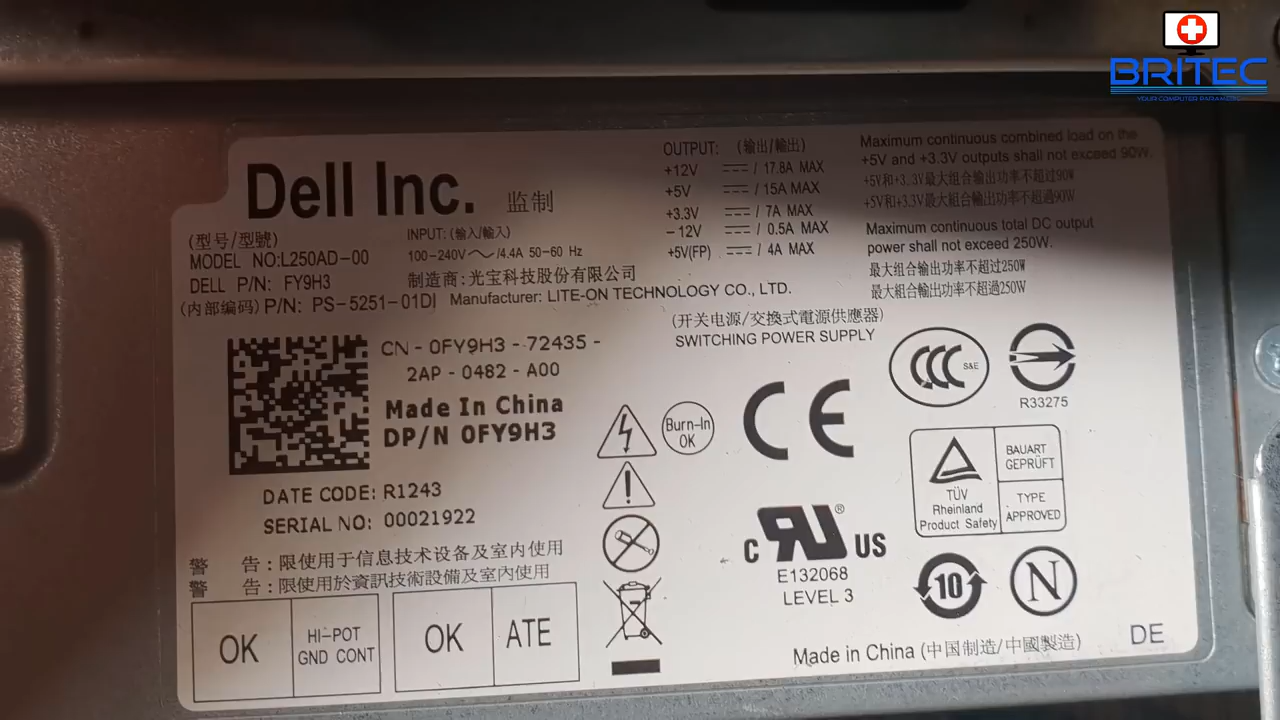 BRITEC
YOUR COMPUTER PARAMEDIC
Dell Inc. 监制
(型号/型號)
MODEL NO:L250AD-00
DELL P/N: FY9H3
(内部编码) P/N: PS-5251-01DI
INPUT: (输入/輸入)
100-240V /4.4A 50-60 Hz
制造商:光宝科技股份有限公司
Manufacturer: LITE-ON TECHNOLOGY CO., LTD.
OUTPUT: (输出/輸出)
+12V / 17.8A MAX
+5V / 15A MAX
+3.3V / 7A MAX
-12V / 0.5A MAX
+5V(FP) / 4A MAX
Maximum continuous combined load on the
+5V and +3.3V outputs shall not exceed 90W.
+5V和+3.3V最大组合输出功率不超过90W
+5V和+3.3V最大組合輸出功率不超過90W
Maximum continuous total DC output
power shall not exceed 250W.
最大组合输出功率不超过250W
最大組合輸出功率不超過250W
(开关电源/交換式電源供應器)
SWITCHING POWER SUPPLY
CN - 0FY9H3 - 72435 -
2AP - 0482 - A00
Made In China
DP/N 0FY9H3
DATE CODE: R1243
SERIAL NO: 00021922
警 告:限使用于信息技术设备及室内使用
警 告:限使用於資訊技術設備及室內使用
OK
HI-POT
GND CONT
OK
ATE
Burn-In
OK
CE
CCC S&E
R33275
TÜV
Rheinland
Product Safety
BAUART
GEPRÜFT
TYPE
APPROVED
c RU ® US
E132068
LEVEL 3
10
N
Made in China (中国制造/中國製造)
DE